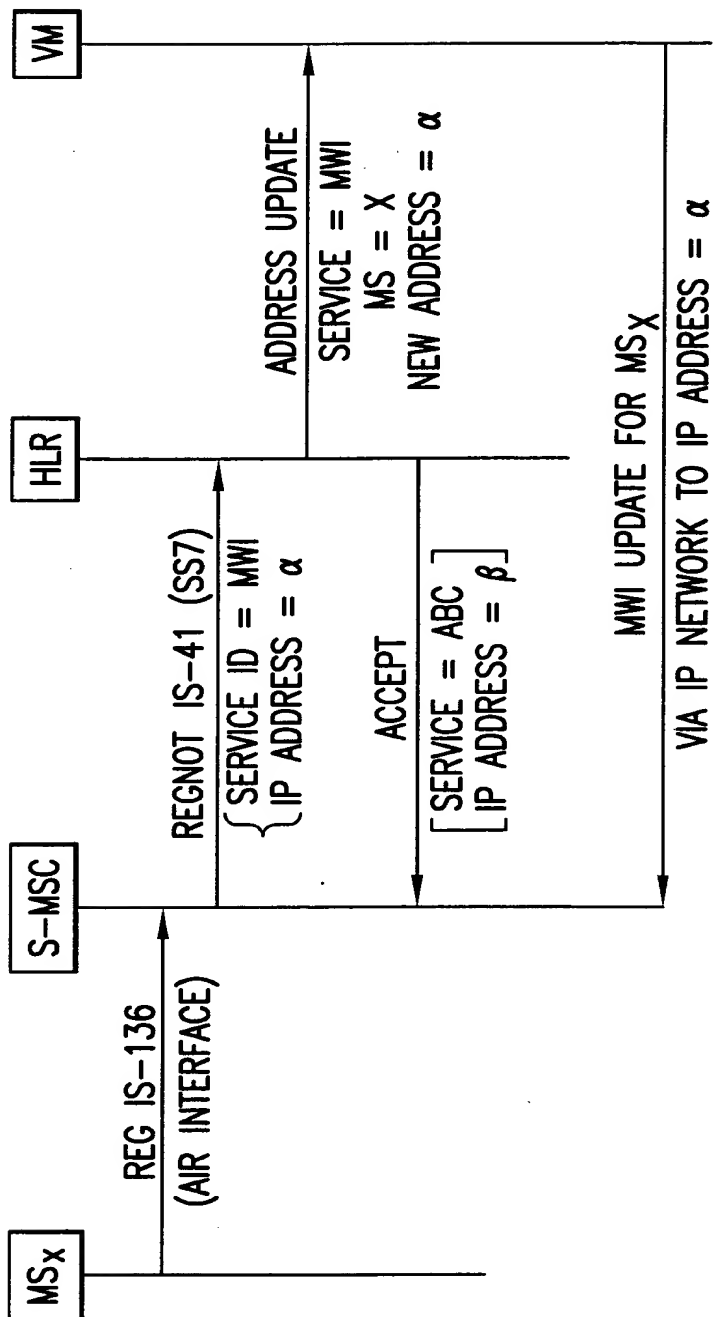 MSX
S-MSC
HLR
VM
REG IS-136
(AIR INTERFACE)
REGNOT IS-41 (SS7)
{SERVICE ID = MWI
IP ADDRESS = α
ADDRESS UPDATE
SERVICE = MWI
MS = X
NEW ADDRESS = α
ACCEPT
[SERVICE = ABC
IP ADDRESS = β]
MWI UPDATE FOR MSX
VIA IP NETWORK TO IP ADDRESS = α